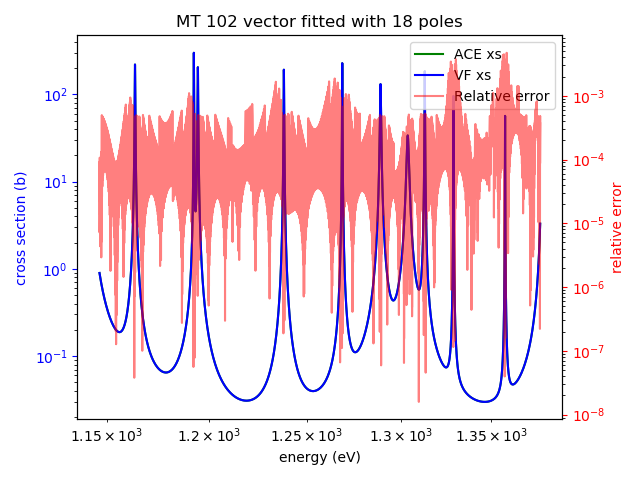 MT 102 vector fitted with 18 poles
ACE xs
VF xs
Relative error
cross section (b)
10²
10¹
10⁰
10⁻¹
10⁻³
10⁻⁴
10⁻⁵
10⁻⁶
10⁻⁷
10⁻⁸
relative error
1.15×10³ 1.2×10³ 1.25×10³ 1.3×10³ 1.35×10³
energy (eV)